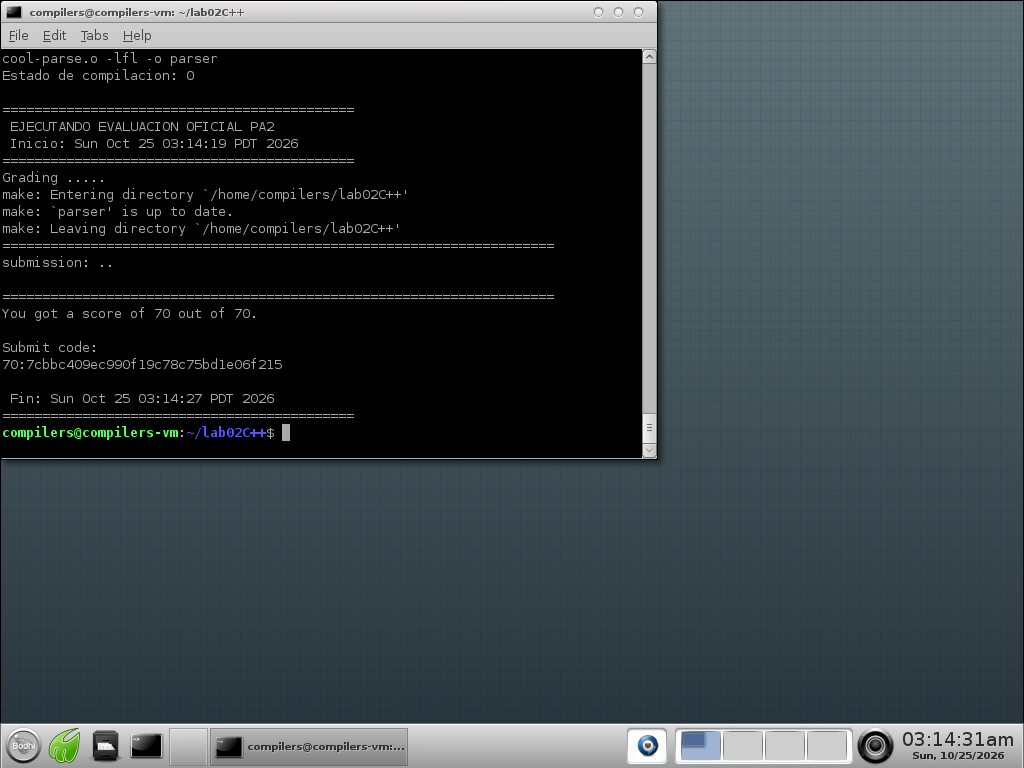 compilers@compilers-vm: ~/lab02C++
File Edit Tabs Help
cool-parse.o -lfl -o parser
Estado de compilacion: 0
============================================
EJECUTANDO EVALUACION OFICIAL PA2
Inicio: Sun Oct 25 03:14:19 PDT 2026
============================================
Grading .....
make: Entering directory `/home/compilers/lab02C++'
make: `parser' is up to date.
make: Leaving directory `/home/compilers/lab02C++'
=====================================================================
submission: ..
=====================================================================
You got a score of 70 out of 70.
Submit code:
70:7cbbc409ec990f19c78c75bd1e06f215
Fin: Sun Oct 25 03:14:27 PDT 2026
============================================
compilers@compilers-vm:~/lab02C++$
Bodhi
compilers@compilers-vm:...
03:14:31am
Sun, 10/25/2026